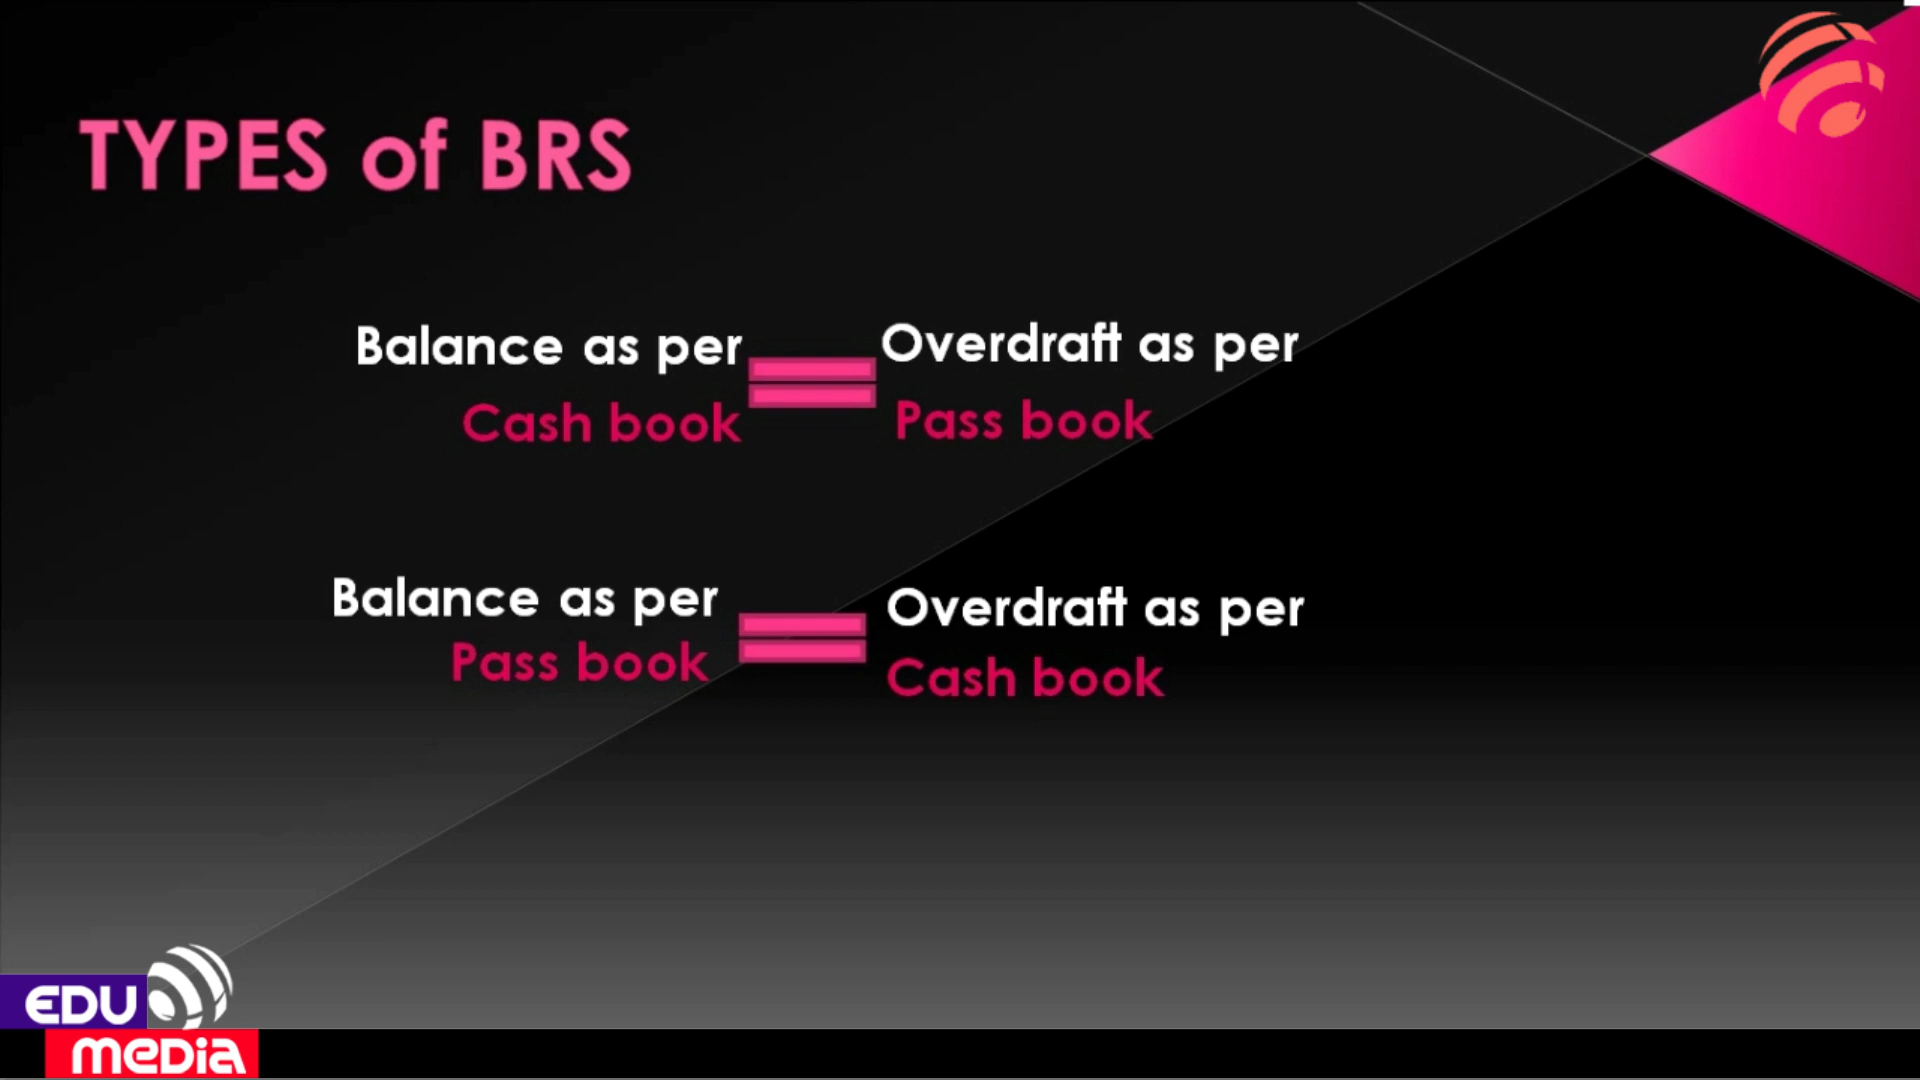 TYPES of BRS
Balance as per
Cash book
Overdraft as per
Pass book
Balance as per
Pass book
Overdraft as per
Cash book
EDU
meDia